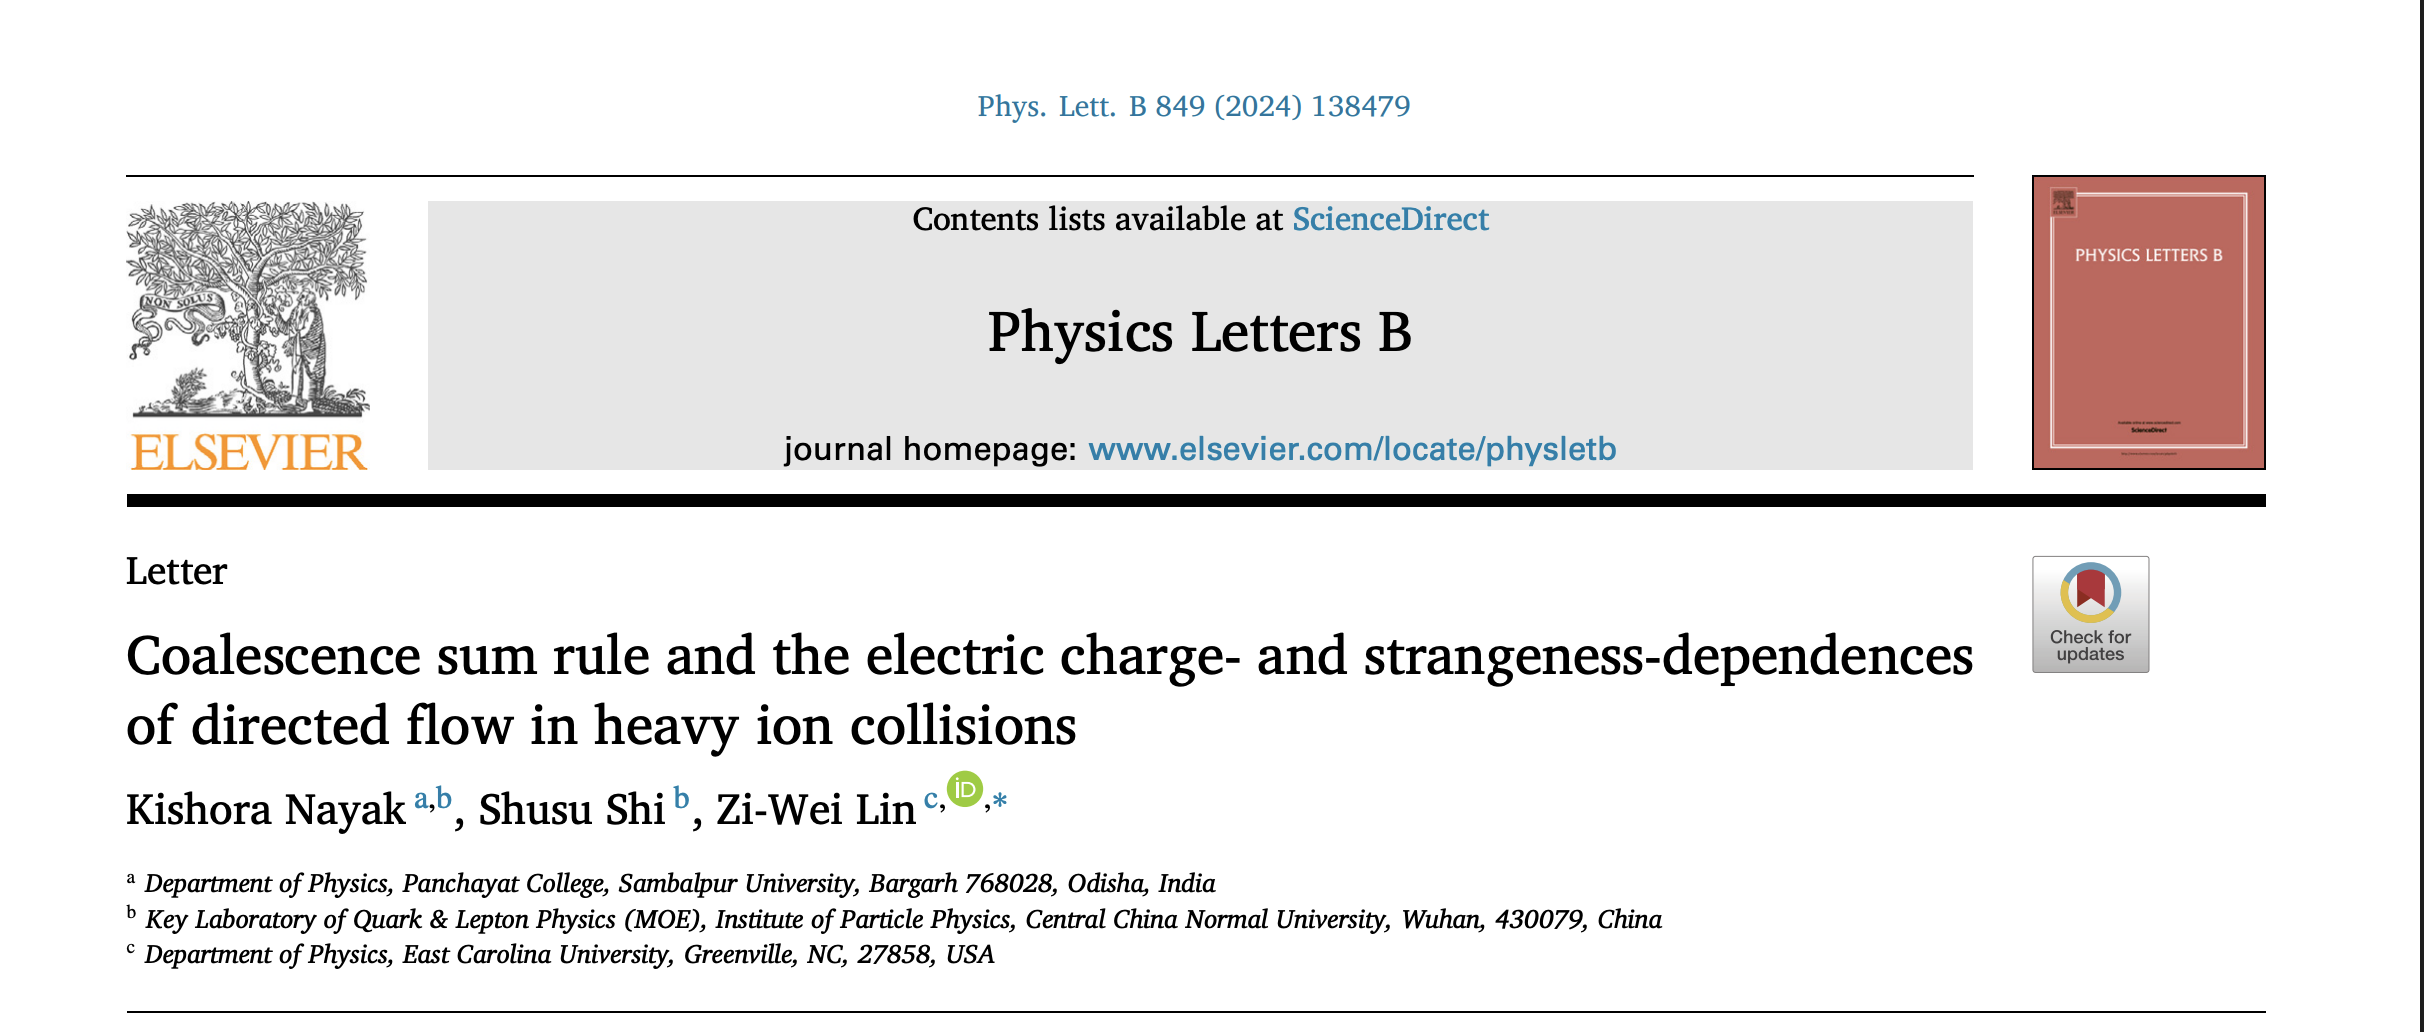 Phys. Lett. B 849 (2024) 138479
Contents lists available at ScienceDirect
Physics Letters B
journal homepage: www.elsevier.com/locate/physletb
NON SOLUS
ELSEVIER
PHYSICS LETTERS B
ScienceDirect
Letter
Check for
updates
Coalescence sum rule and the electric charge- and strangeness-dependences
of directed flow in heavy ion collisions
Kishora Nayak a,b, Shusu Shi b, Zi-Wei Lin c, iD,*
a Department of Physics, Panchayat College, Sambalpur University, Bargarh 768028, Odisha, India
b Key Laboratory of Quark & Lepton Physics (MOE), Institute of Particle Physics, Central China Normal University, Wuhan, 430079, China
c Department of Physics, East Carolina University, Greenville, NC, 27858, USA